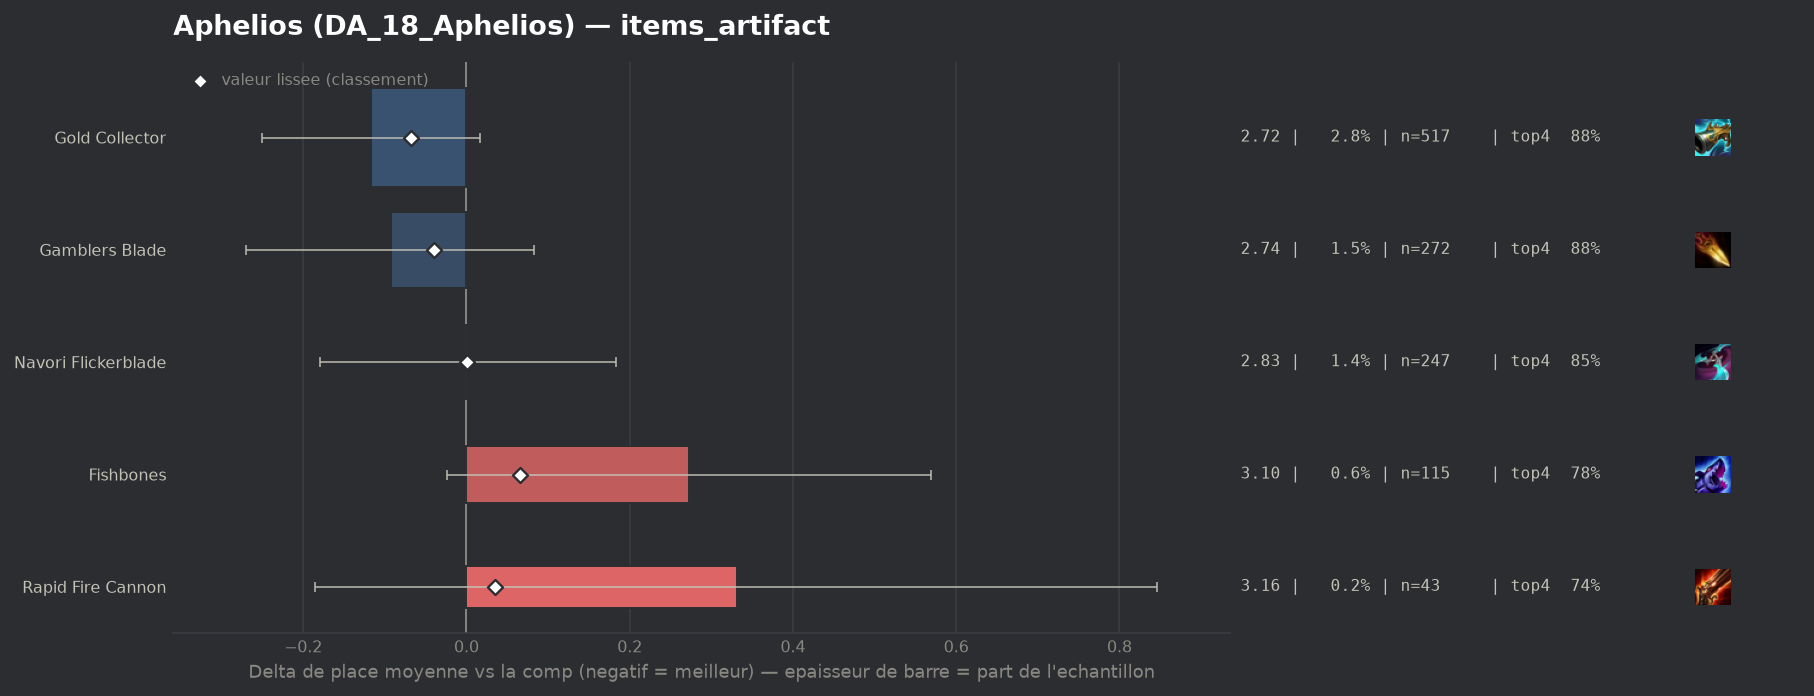 Aphelios (DA_18_Aphelios) — items_artifact
valeur lissee (classement)
Gold Collector 2.72 | 2.8% | n=517 | top4 88%
Gamblers Blade 2.74 | 1.5% | n=272 | top4 88%
Navori Flickerblade 2.83 | 1.4% | n=247 | top4 85%
Fishbones 3.10 | 0.6% | n=115 | top4 78%
Rapid Fire Cannon 3.16 | 0.2% | n=43 | top4 74%
−0.2 0.0 0.2 0.4 0.6 0.8
Delta de place moyenne vs la comp (negatif = meilleur) — epaisseur de barre = part de l'echantillon